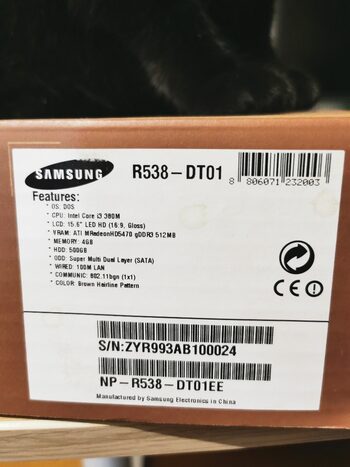 SAMSUNG R538-DT01
8 806071 232003
Features:
* OS: DOS
* CPU: Intel Core i3 380M
* LCD: 15.6" LED HD (16:9, Gloss)
* VRAM: ATI MRadeonHD5470 gDDR3 512MB
* MEMORY: 4GB
* HDD: 500GB
* ODD: Super Multi Dual Layer (SATA)
* WIRED: 100M LAN
* COMMUNIC: 802.11bgn (1x1)
* COLOR: Brown Hairline Pattern
CE
S/N:ZYR993AB100024
NP-R538-DT01EE
Manufactured by Samsung Electronics in China